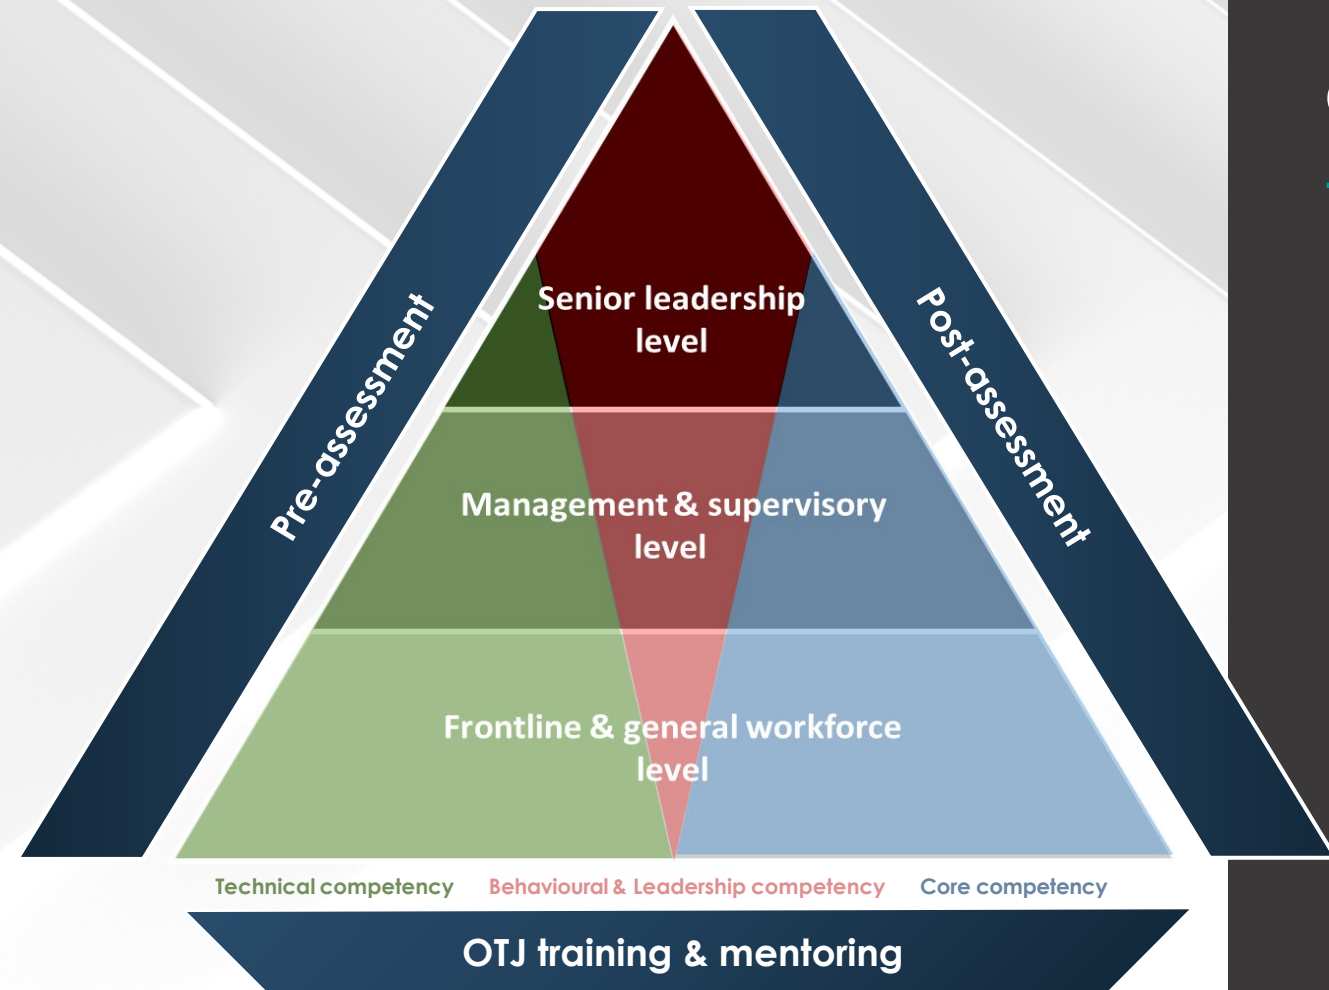 Pre-assessment
Post-assessment
Senior leadership
level
Management & supervisory
level
Frontline & general workforce
level
Technical competency Behavioural & Leadership competency Core competency
OTJ training & mentoring